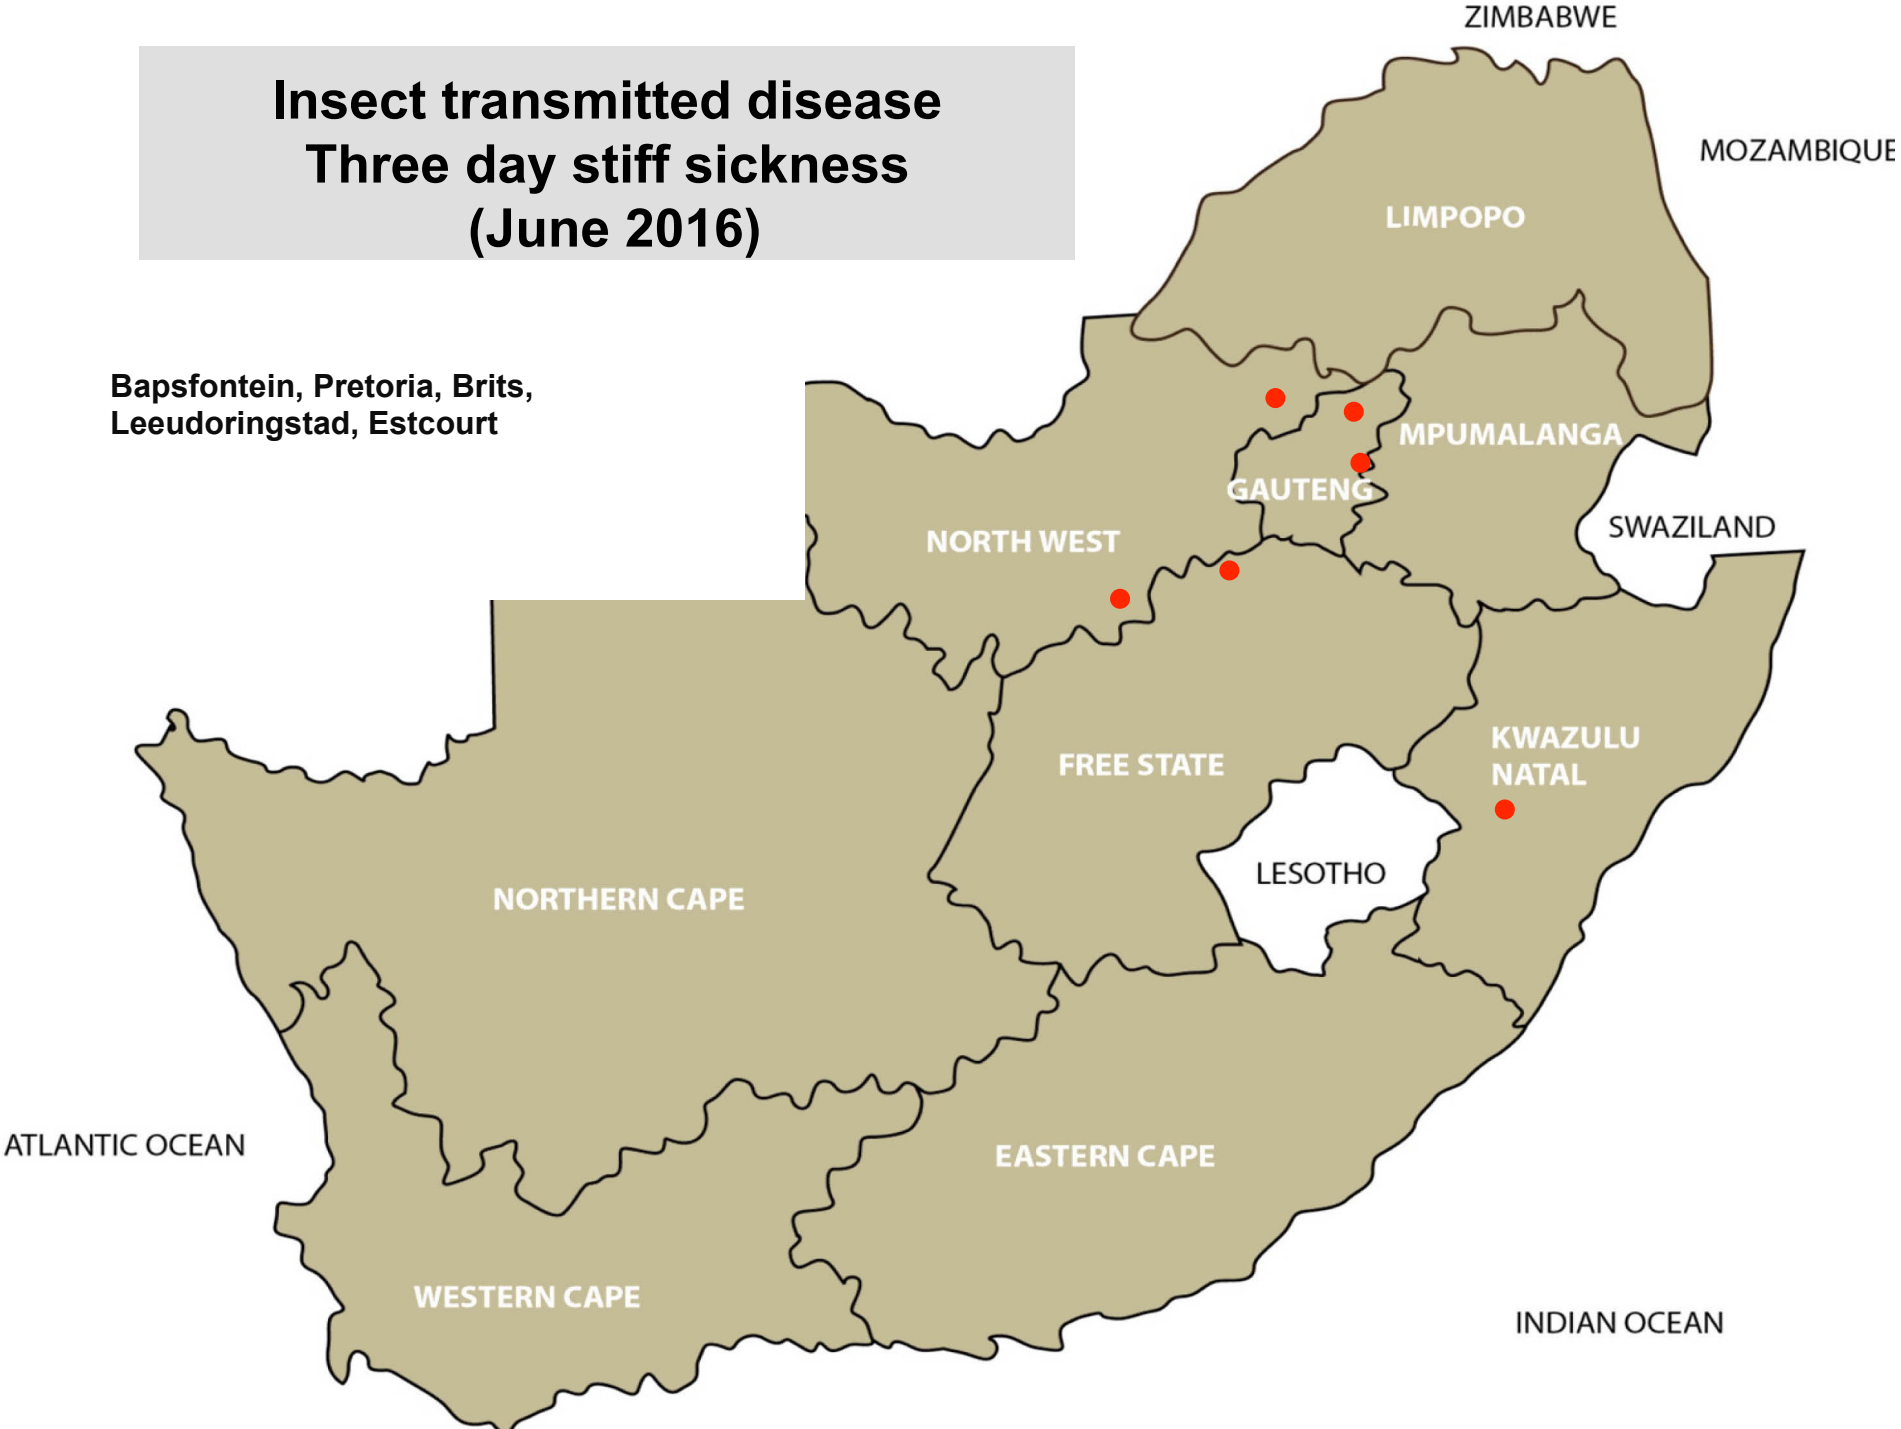 Insect transmitted disease
Three day stiff sickness
(June 2016)
Bapsfontein, Pretoria, Brits,
Leeudoringstad, Estcourt
ZIMBABWE
MOZAMBIQUE
LIMPOPO
MPUMALANGA
GAUTENG
SWAZILAND
NORTH WEST
KWAZULU
NATAL
FREE STATE
LESOTHO
NORTHERN CAPE
ATLANTIC OCEAN
EASTERN CAPE
WESTERN CAPE
INDIAN OCEAN